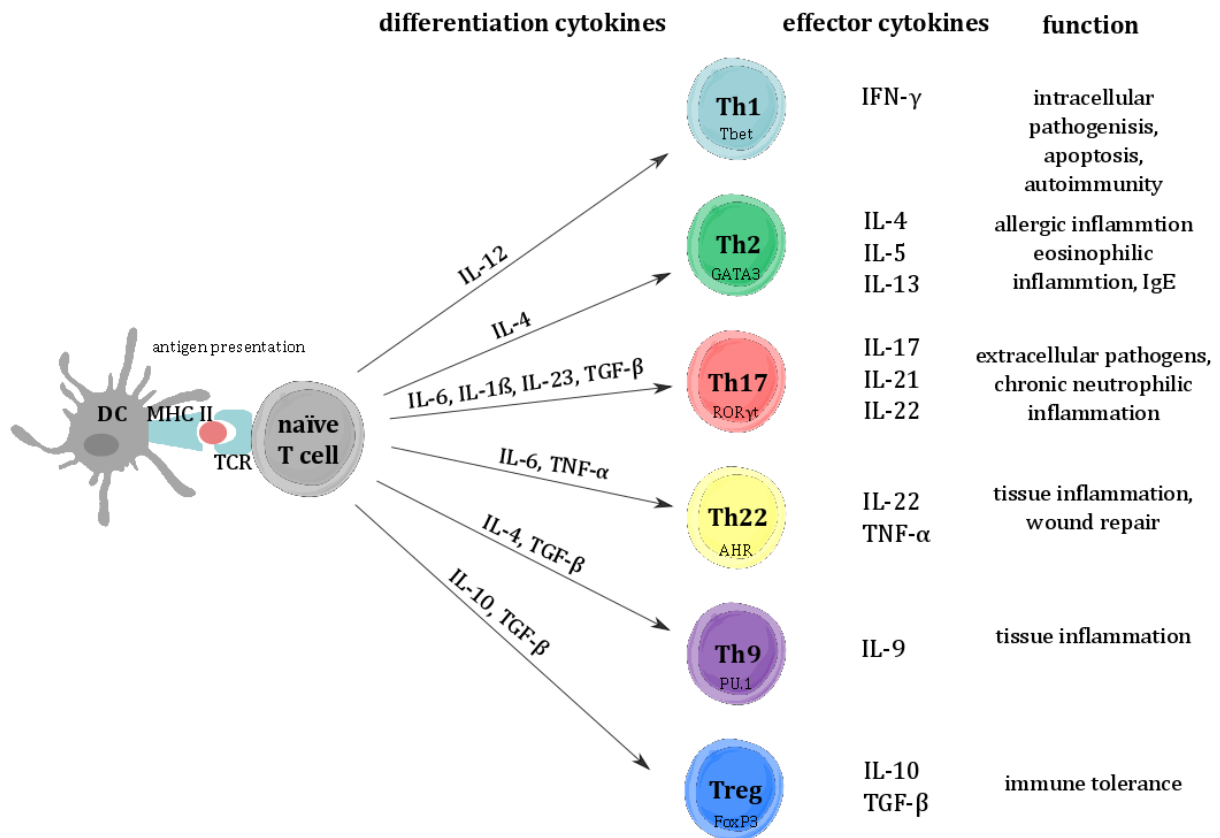 differentiation cytokines
effector cytokines
function
Th1
Tbet
IFN-γ
intracellular
pathogenisis,
apoptosis,
autoimmunity
IL-12
Th2
GATA3
IL-4
IL-5
IL-13
allergic inflammtion
eosinophilic
inflammtion, IgE
IL-4
antigen presentation
DC
MHC II
TCR
naïve
T cell
IL-6, IL-1ß, IL-23, TGF-β
Th17
RORγt
IL-17
IL-21
IL-22
extracellular pathogens,
chronic neutrophilic
inflammation
IL-6, TNF-α
Th22
AHR
IL-22
TNF-α
tissue inflammation,
wound repair
IL-4, TGF-β
Th9
PU.1
IL-9
tissue inflammation
IL-10, TGF-β
Treg
FoxP3
IL-10
TGF-β
immune tolerance